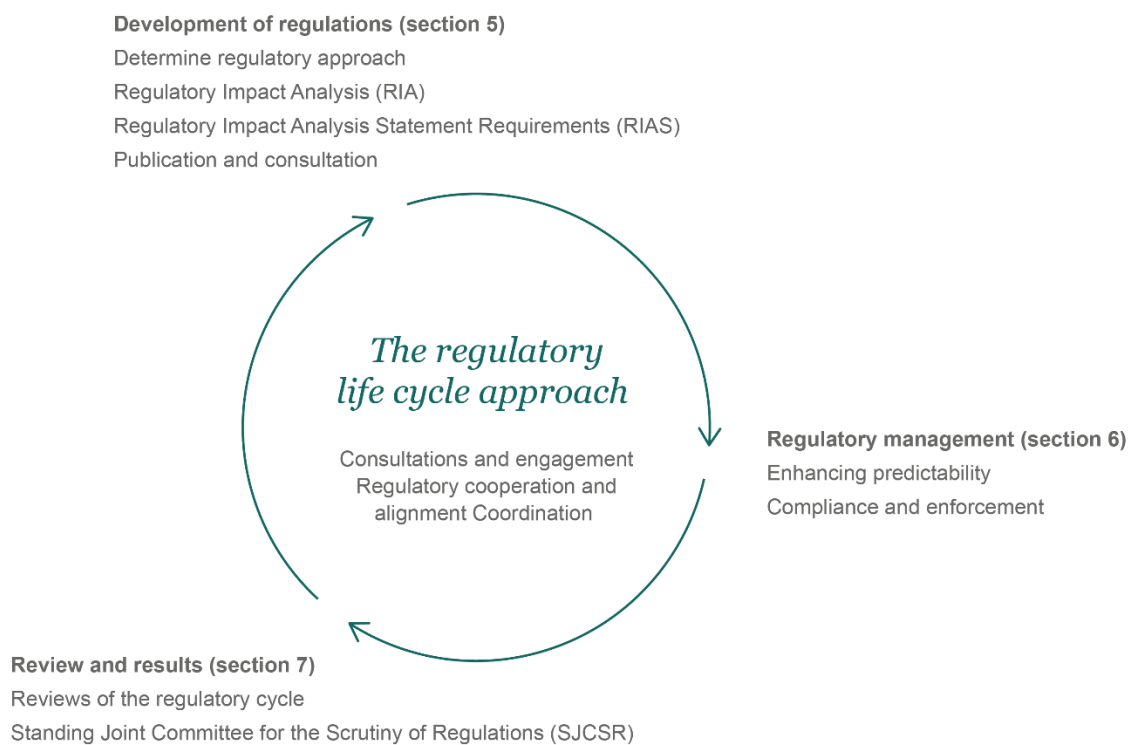 Development of regulations (section 5)
Determine regulatory approach
Regulatory Impact Analysis (RIA)
Regulatory Impact Analysis Statement Requirements (RIAS)
Publication and consultation
The regulatory
life cycle approach
Consultations and engagement
Regulatory cooperation and
alignment Coordination
Regulatory management (section 6)
Enhancing predictability
Compliance and enforcement
Review and results (section 7)
Reviews of the regulatory cycle
Standing Joint Committee for the Scrutiny of Regulations (SJCSR)